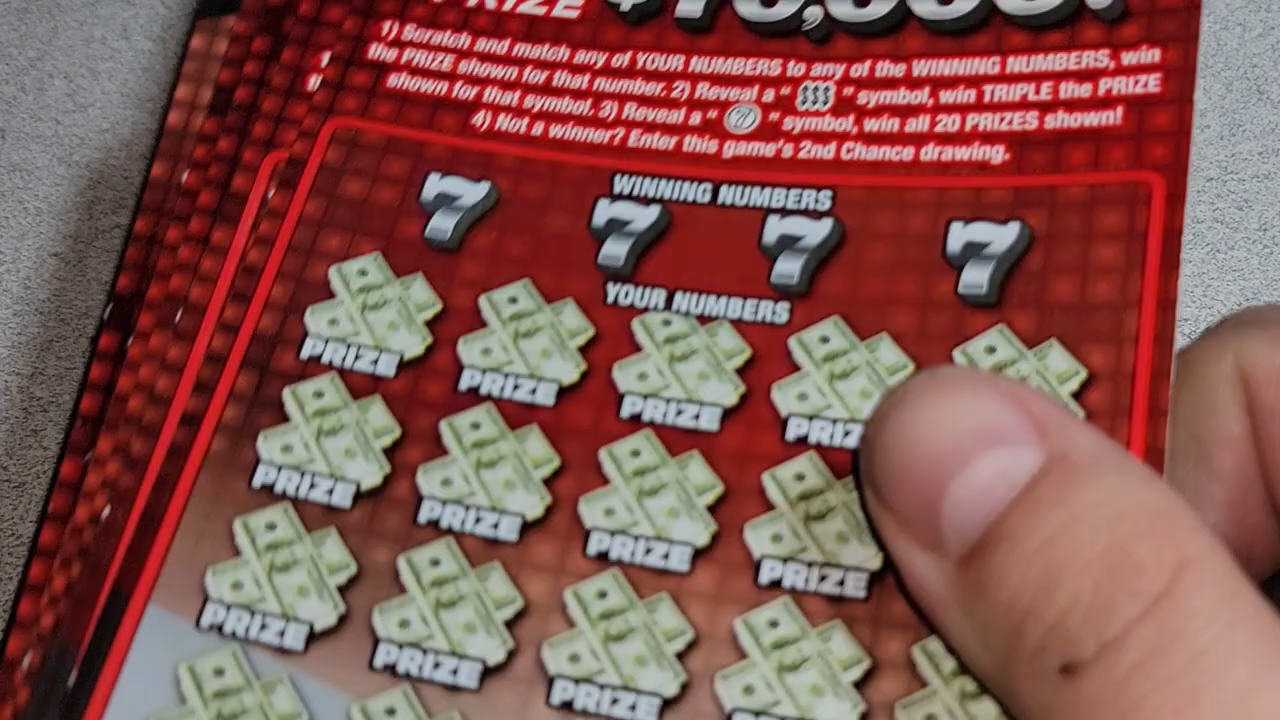 PRIZE
1) Scratch and match any of YOUR NUMBERS to any of the WINNING NUMBERS, win
the PRIZE shown for that number. 2) Reveal a " $$$ " symbol, win TRIPLE the PRIZE
shown for that symbol. 3) Reveal a " " symbol, win all 20 PRIZES shown!
4) Not a winner? Enter this game's 2nd Chance drawing.
WINNING NUMBERS
7 7 7 7
YOUR NUMBERS
PRIZE PRIZE PRIZE PRIZ
PRIZE PRIZE PRIZE PRIZE
PRIZE PRIZE PRIZE